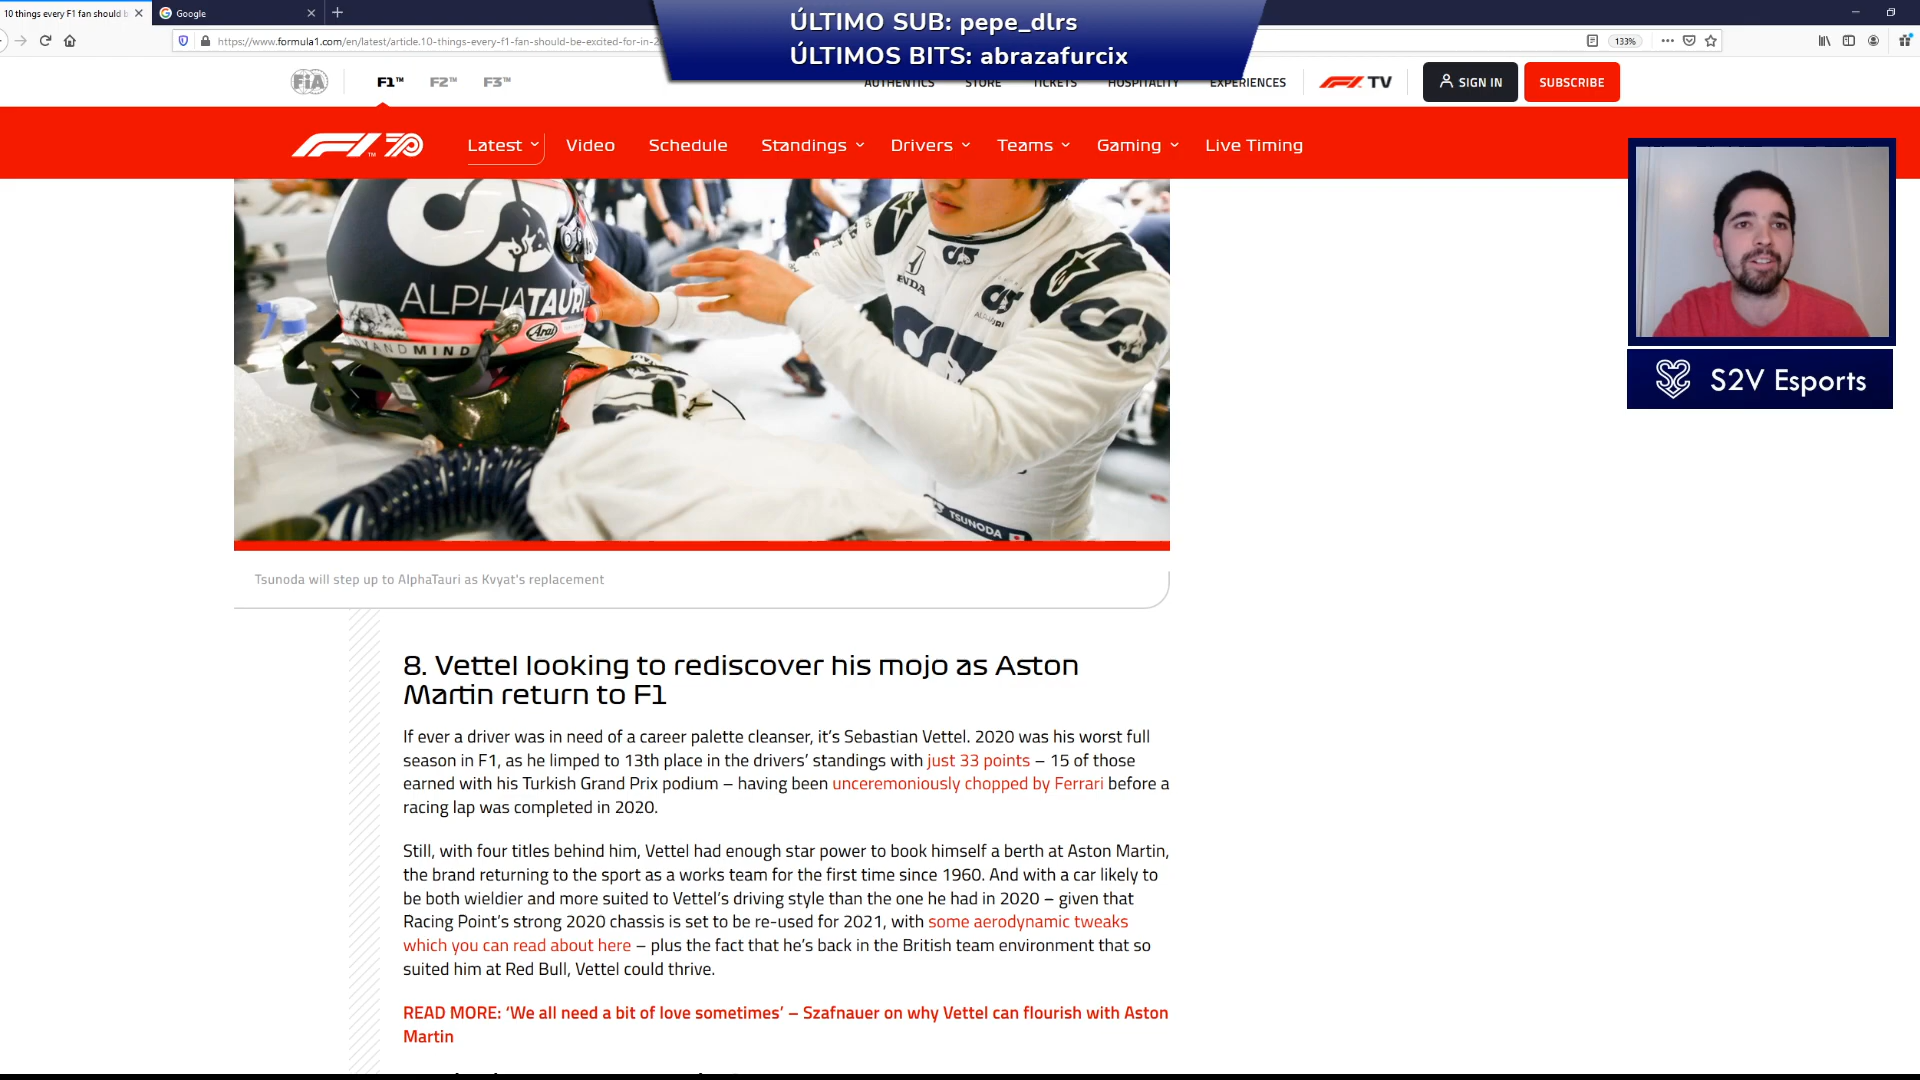 10 things every F1 fan should b
Google
ÚLTIMO SUB: pepe_dlrs
ÚLTIMOS BITS: abrazafurcix
https://www.formula1.com/en/latest/article.10-things-every-f1-fan-should-be-excited-for-in-2
133%
FIA
F1™
F2™
F3™
AUTHENTICS
STORE
TICKETS
HOSPITALITY
EXPERIENCES
F1 TV
SIGN IN
SUBSCRIBE
F1 70
Latest
Video
Schedule
Standings
Drivers
Teams
Gaming
Live Timing
ALPHATAURI
Arai
ANDMIND
TSUNODA
S2V Esports
Tsunoda will step up to AlphaTauri as Kvyat's replacement
8. Vettel looking to rediscover his mojo as Aston
Martin return to F1
If ever a driver was in need of a career palette cleanser, it's Sebastian Vettel. 2020 was his worst full
season in F1, as he limped to 13th place in the drivers' standings with just 33 points – 15 of those
earned with his Turkish Grand Prix podium – having been unceremoniously chopped by Ferrari before a
racing lap was completed in 2020.
Still, with four titles behind him, Vettel had enough star power to book himself a berth at Aston Martin,
the brand returning to the sport as a works team for the first time since 1960. And with a car likely to
be both wieldier and more suited to Vettel's driving style than the one he had in 2020 – given that
Racing Point's strong 2020 chassis is set to be re-used for 2021, with some aerodynamic tweaks
which you can read about here – plus the fact that he's back in the British team environment that so
suited him at Red Bull, Vettel could thrive.
READ MORE: 'We all need a bit of love sometimes' – Szafnauer on why Vettel can flourish with Aston
Martin